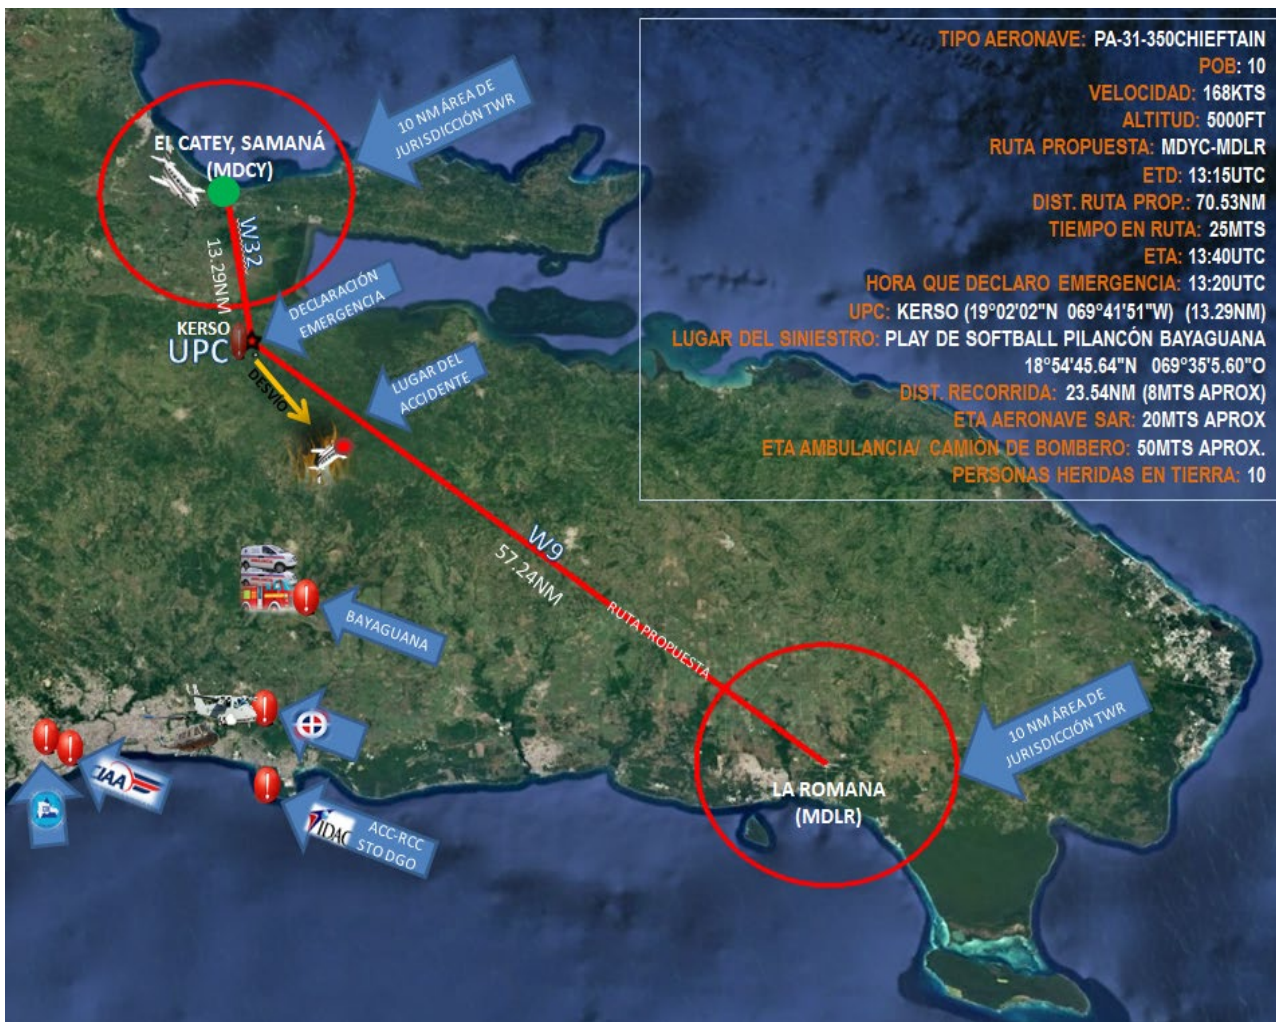 TIPO AERONAVE: PA-31-350CHIEFTAIN
POB: 10
VELOCIDAD: 168KTS
ALTITUD: 5000FT
RUTA PROPUESTA: MDYC-MDLR
ETD: 13:15UTC
DIST. RUTA PROP.: 70.53NM
TIEMPO EN RUTA: 25MTS
ETA: 13:40UTC
HORA QUE DECLARO EMERGENCIA: 13:20UTC
UPC: KERSO (19°02'02"N 069°41'51"W) (13.29NM)
LUGAR DEL SINIESTRO: PLAY DE SOFTBALL PILANCÓN BAYAGUANA
18°54'45.64"N 069°35'5.60"O
DIST. RECORRIDA: 23.54NM (8MTS APROX)
ETA AERONAVE SAR: 20MTS APROX
ETA AMBULANCIA/ CAMIÓN DE BOMBERO: 50MTS APROX.
PERSONAS HERIDAS EN TIERRA: 10
10 NM ÁREA DE
JURISDICCIÓN TWR
EL CATEY, SAMANÁ
(MDCY)
W32
13.29NM
DECLARACIÓN
EMERGENCIA
KERSO
UPC
DESVÍO
LUGAR DEL
ACCIDENTE
W9
57.24NM
RUTA PROPUESTA
BAYAGUANA
10 NM ÁREA DE
JURISDICCIÓN TWR
LA ROMANA
(MDLR)
CIAA
IDAC
ACC-RCC
STO DGO